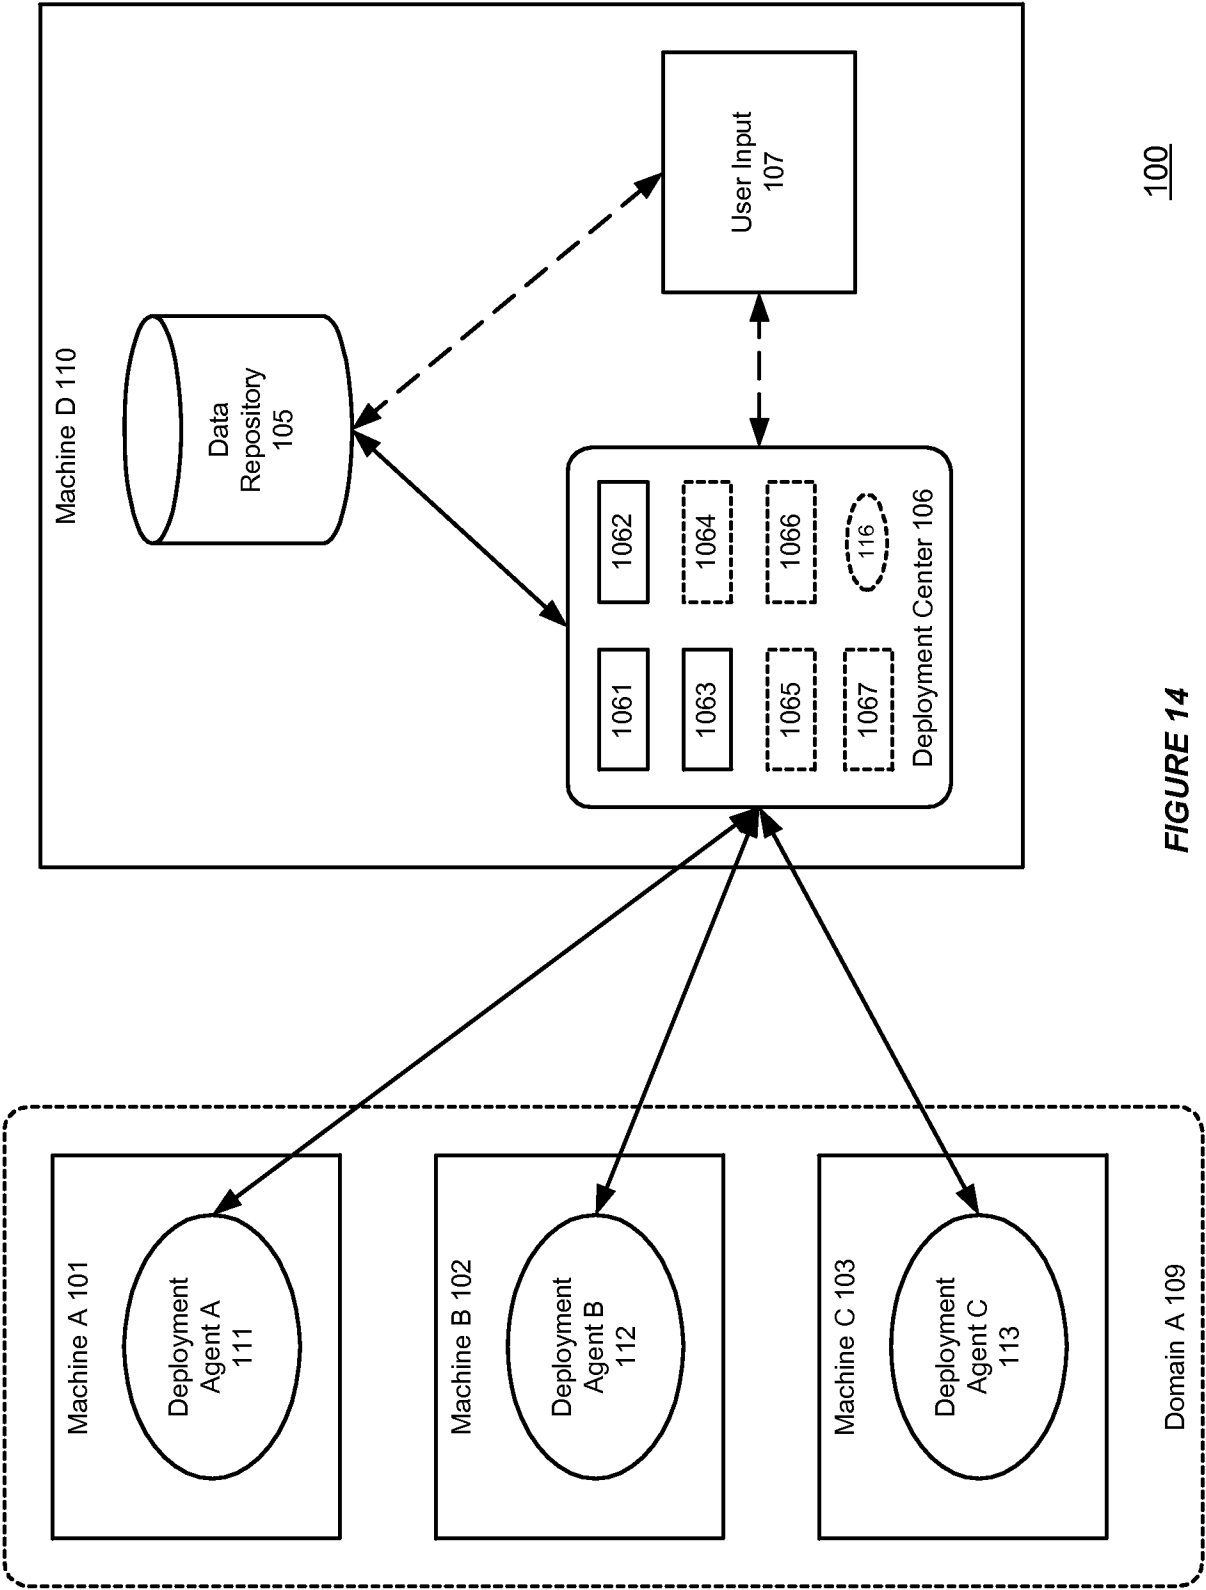 Machine A 101
Deployment
Agent A
111
Machine B 102
Deployment
Agent B
112
Machine C 103
Deployment
Agent C
113
Domain A 109
Machine D 110
Data
Repository
105
1061
1062
1063
1064
1065
1066
1067
116
Deployment Center 106
User Input
107
100
FIGURE 14